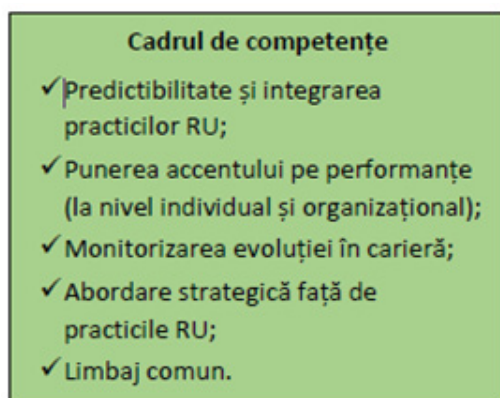 Cadrul de competențe
✓ Predictibilitate și integrarea
practicilor RU;
✓ Punerea accentului pe performanțe
(la nivel individual și organizațional);
✓ Monitorizarea evoluției în carieră;
✓ Abordare strategică față de
practicile RU;
✓ Limbaj comun.